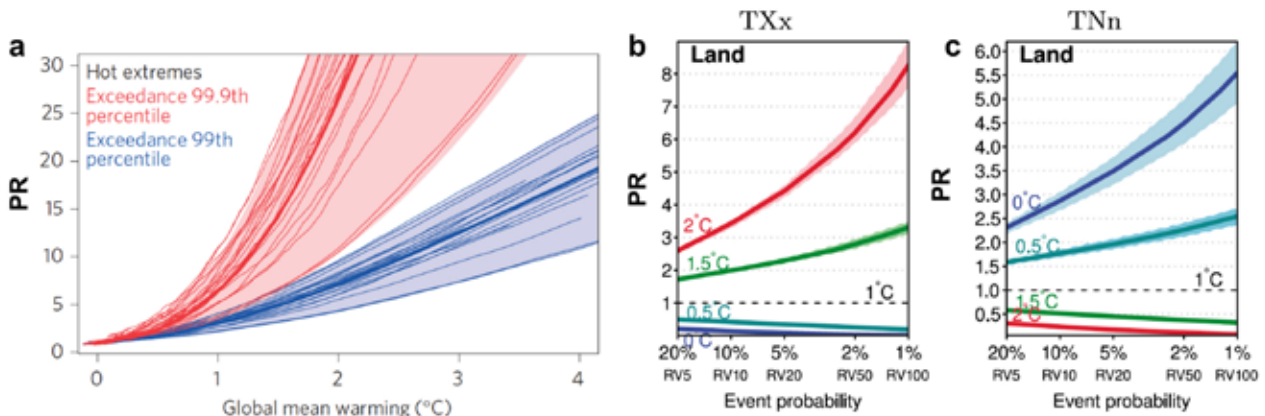 a
PR
30
25
20
15
10
5
0
Hot extremes
Exceedance 99.9th
percentile
Exceedance 99th
percentile
0 1 2 3 4
Global mean warming (°C)
TXx
b
Land
PR
8
7
6
5
4
3
2
1
2°C
1.5°C
1°C
0.5°C
0°C
20% 10% 5% 2% 1%
RV5 RV10 RV20 RV50 RV100
Event probability
TNn
c
Land
PR
6.0
5.5
5.0
4.5
4.0
3.5
3.0
2.5
2.0
1.5
1.0
0.5
0°C
0.5°C
1°C
1.5°C
2°C
20% 10% 5% 2% 1%
RV5 RV10 RV20 RV50 RV100
Event probability